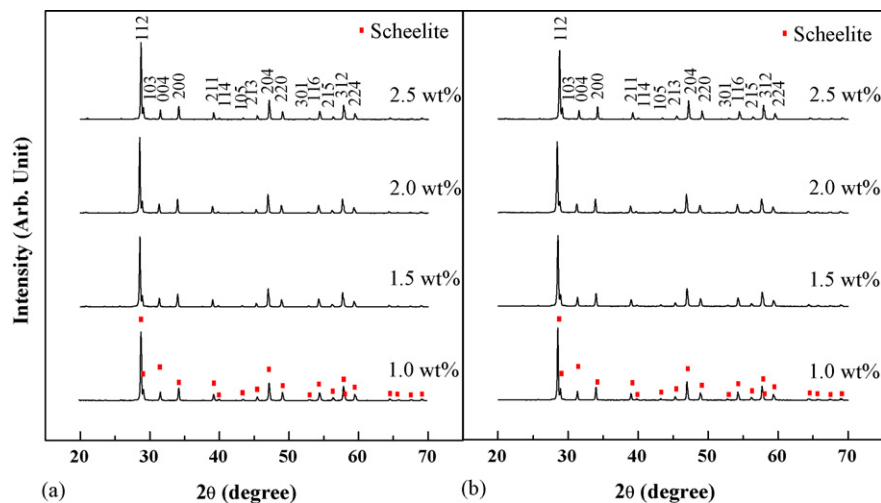 Intensity (Arb. Unit)
112
103
004
200
211
114
105
213
204
220
301
116
215
312
224
Scheelite
2.5 wt%
2.0 wt%
1.5 wt%
1.0 wt%
20 30 40 50 60 70
(a) 2θ (degree)
112
103
004
200
211
114
105
213
204
220
301
116
215
312
224
Scheelite
2.5 wt%
2.0 wt%
1.5 wt%
1.0 wt%
20 30 40 50 60 70
(b) 2θ (degree)